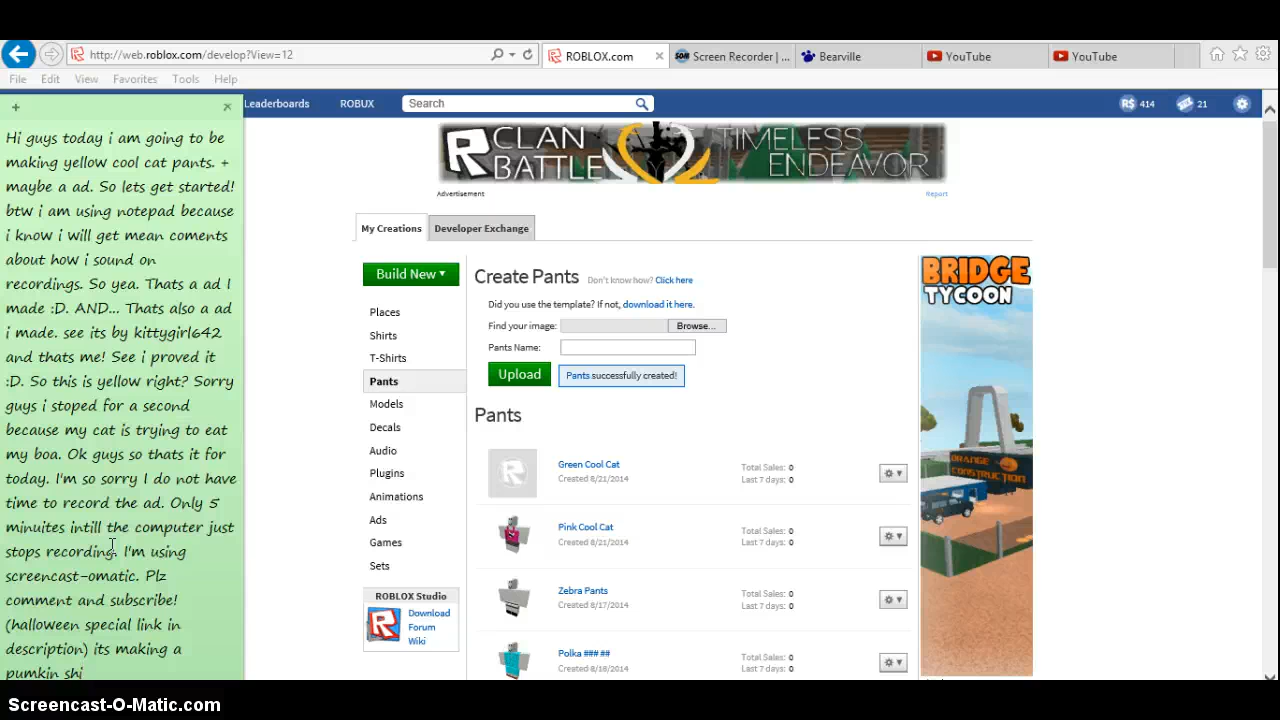 http://web.roblox.com/develop?View=12
ROBLOX.com
Screen Recorder | ...
Bearville
YouTube
YouTube
File Edit View Favorites Tools Help
Leaderboards ROBUX Search R$ 414 21
Hi guys today i am going to be
making yellow cool cat pants. +
maybe a ad. So lets get started!
btw i am using notepad because
i know i will get mean coments
about how i sound on
recordings. So yea. Thats a ad I
made :D. AND... Thats also a ad
i made. see its by kittygirl642
and thats me! See i proved it
:D. So this is yellow right? Sorry
guys i stoped for a second
because my cat is trying to eat
my boa. Ok guys so thats it for
today. I'm so sorry I do not have
time to record the ad. Only 5
minuites intill the computer just
stops recording. I'm using
screencast-omatic. Plz
comment and subscribe!
(halloween special link in
description) its making a
pumkin shi
CLAN BATTLE TIMELESS ENDEAVOR
Advertisement Report
My Creations Developer Exchange
Build New
Places
Shirts
T-Shirts
Pants
Models
Decals
Audio
Plugins
Animations
Ads
Games
Sets
ROBLOX Studio
Download
Forum
Wiki
Create Pants Don't know how? Click here
Did you use the template? If not, download it here.
Find your image: Browse...
Pants Name:
Upload Pants successfully created!
Pants
Green Cool Cat
Created 8/21/2014
Total Sales: 0
Last 7 days: 0
Pink Cool Cat
Created 8/21/2014
Total Sales: 0
Last 7 days: 0
Zebra Pants
Created 8/17/2014
Total Sales: 0
Last 7 days: 0
Polka ### ##
Created 8/18/2014
Total Sales: 0
Last 7 days: 0
BRIDGE
TYCOON
ORANGE
CONSTRUCTION
Screencast-O-Matic.com